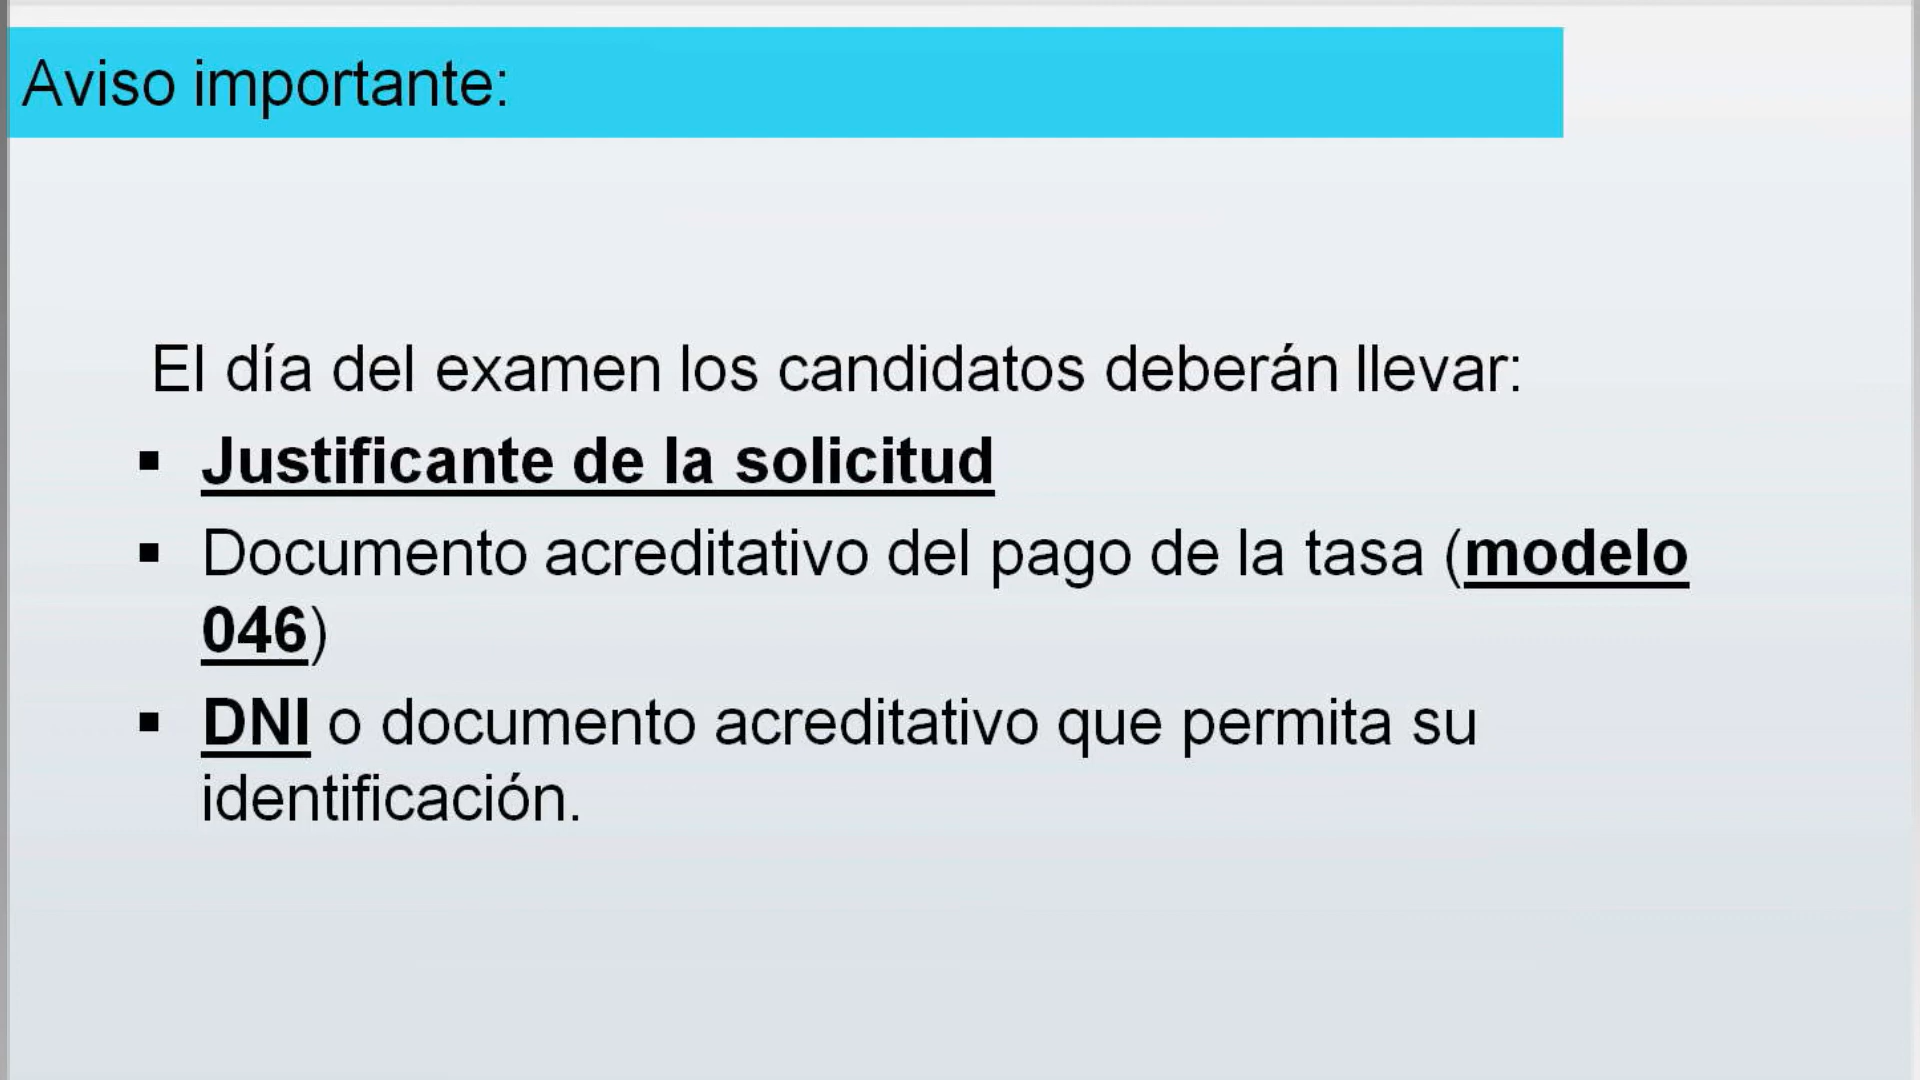 Aviso importante:
El día del examen los candidatos deberán llevar:
▪ Justificante de la solicitud
▪ Documento acreditativo del pago de la tasa (modelo
046)
▪ DNI o documento acreditativo que permita su
identificación.